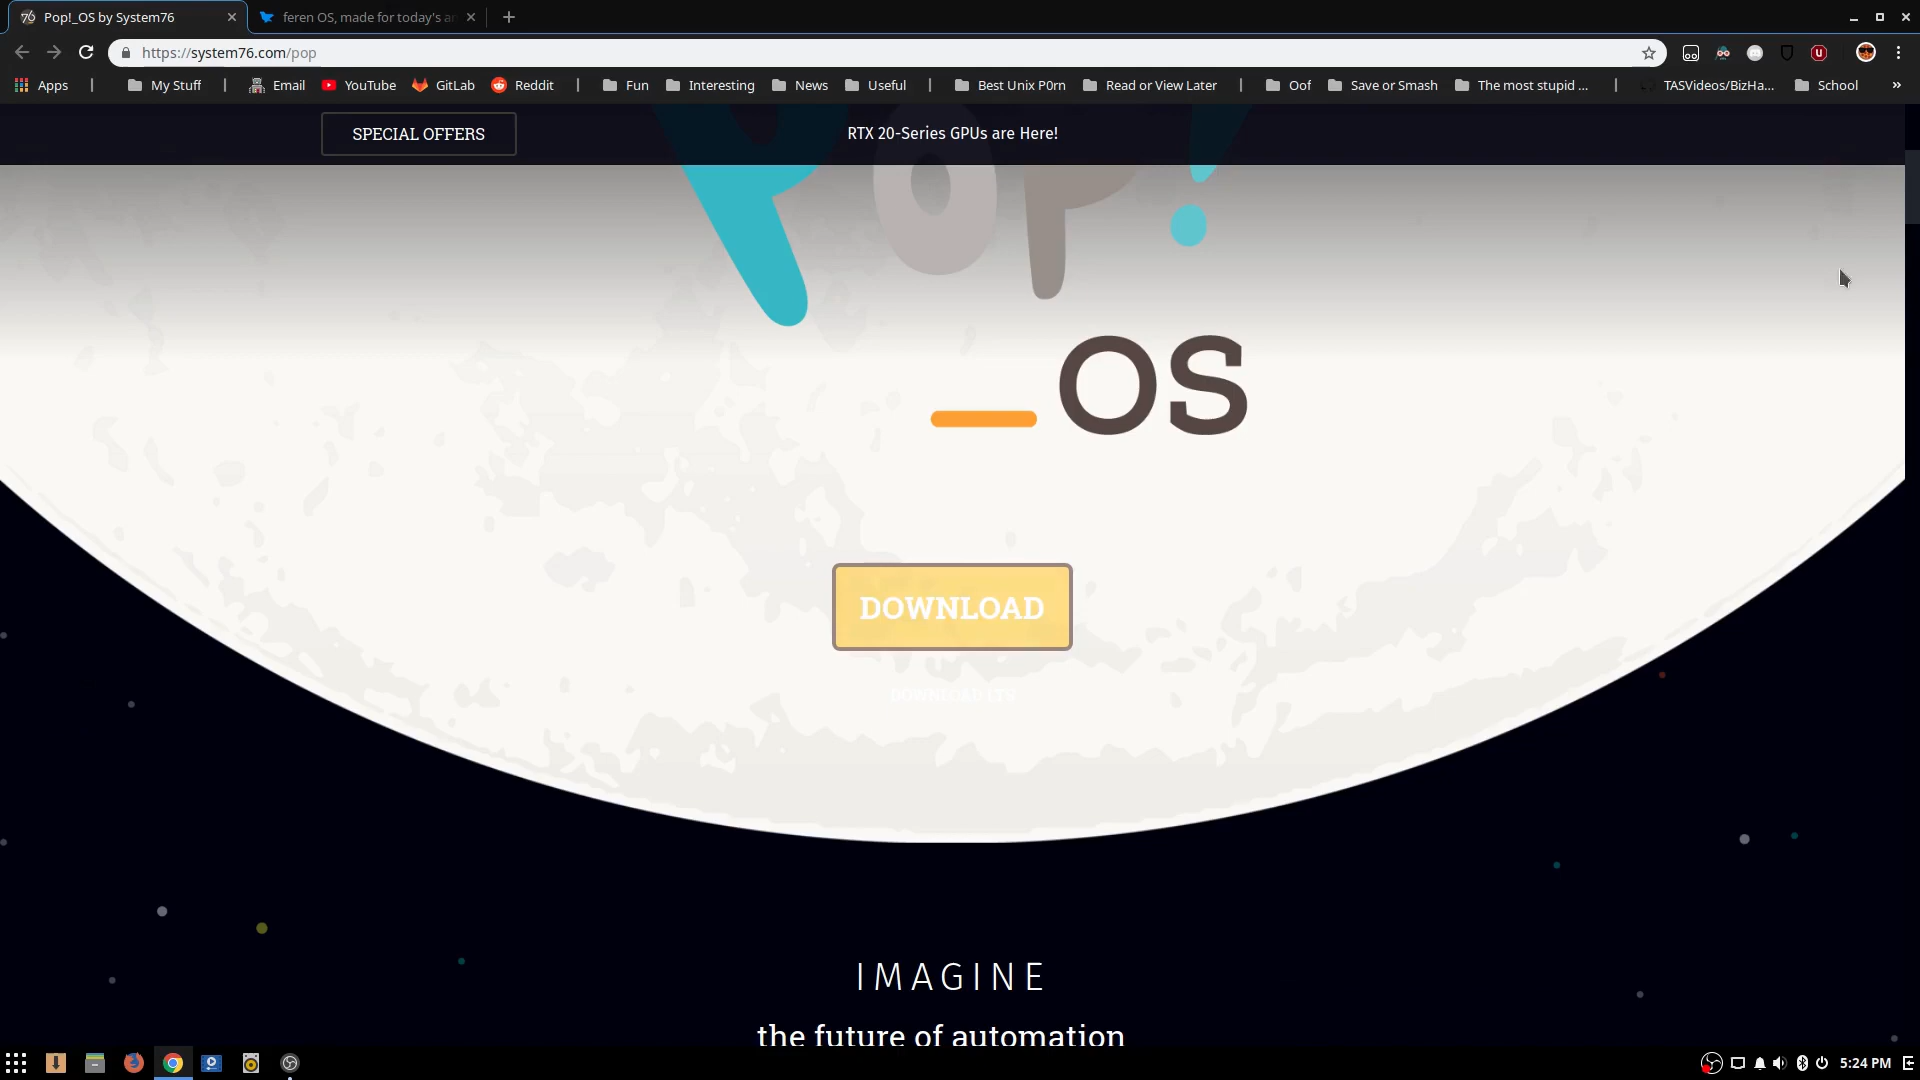 Pop!_OS by System76
feren OS, made for today's an
https://system76.com/pop
Apps | My Stuff | Email YouTube GitLab Reddit | Fun Interesting News Useful | Best Unix P0rn Read or View Later | Oof Save or Smash The most stupid ... | TASVideos/BizHa... School »
SPECIAL OFFERS
RTX 20-Series GPUs are Here!
POP!
_OS
DOWNLOAD
DOWNLOAD LTS
IMAGINE
the future of automation
5:24 PM